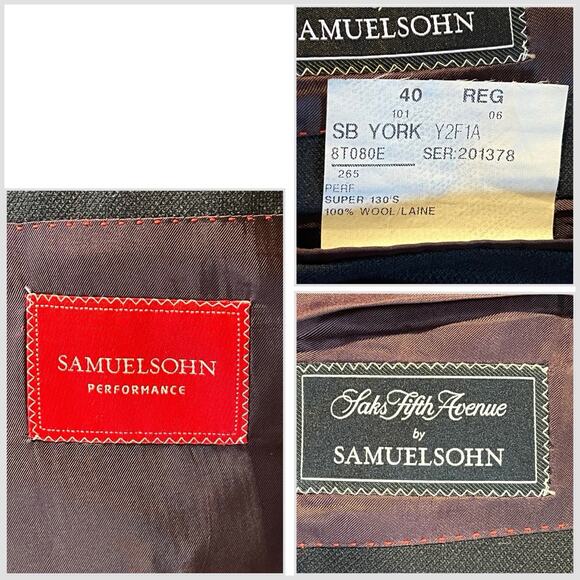 SAMUELSOHN
40 REG
101 06
SB YORK Y2F1A
8T080E SER:201378
265
PERF
SUPER 130'S
100% WOOL/LAINE
SAMUELSOHN
PERFORMANCE
Saks Fifth Avenue
by
SAMUELSOHN